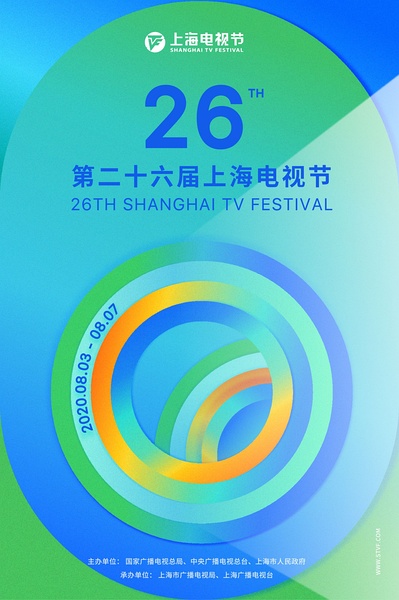 上海电视节
SHANGHAI TV FESTIVAL
26TH
第二十六届上海电视节
26TH SHANGHAI TV FESTIVAL
2020.08.03 - 08.07
WWW.STVF.COM
主办单位： 国家广播电视总局、中央广播电视总台、上海市人民政府
承办单位： 上海市广播电视局、上海广播电视台